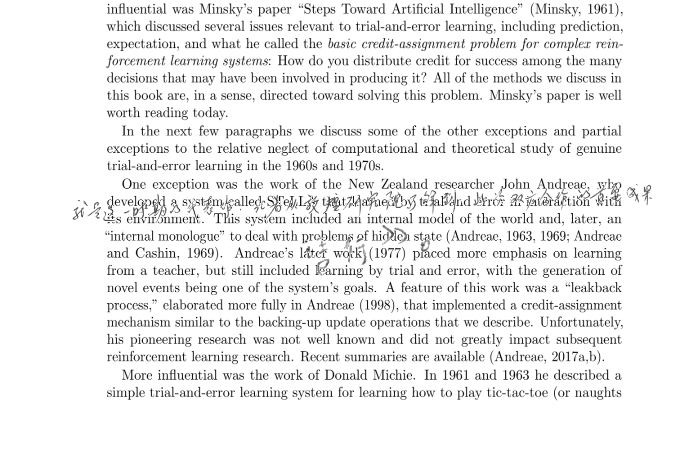 influential was Minsky's paper “Steps Toward Artificial Intelligence” (Minsky, 1961),
which discussed several issues relevant to trial-and-error learning, including prediction,
expectation, and what he called the basic credit-assignment problem for complex rein-
forcement learning systems: How do you distribute credit for success among the many
decisions that may have been involved in producing it? All of the methods we discuss in
this book are, in a sense, directed toward solving this problem. Minsky's paper is well
worth reading today.
In the next few paragraphs we discuss some of the other exceptions and partial
exceptions to the relative neglect of computational and theoretical study of genuine
trial-and-error learning in the 1960s and 1970s.
One exception was the work of the New Zealand researcher John Andreae, who
developed a system called STeLLA that learned by trial and error in interaction with
its environment. This system included an internal model of the world and, later, an
“internal monologue” to deal with problems of hidden state (Andreae, 1963, 1969; Andreae
and Cashin, 1969). Andreae's later work (1977) placed more emphasis on learning
from a teacher, but still included learning by trial and error, with the generation of
novel events being one of the system's goals. A feature of this work was a “leakback
process,” elaborated more fully in Andreae (1998), that implemented a credit-assignment
mechanism similar to the backing-up update operations that we describe. Unfortunately,
his pioneering research was not well known and did not greatly impact subsequent
reinforcement learning research. Recent summaries are available (Andreae, 2017a,b).
More influential was the work of Donald Michie. In 1961 and 1963 he described a
simple trial-and-error learning system for learning how to play tic-tac-toe (or naughts